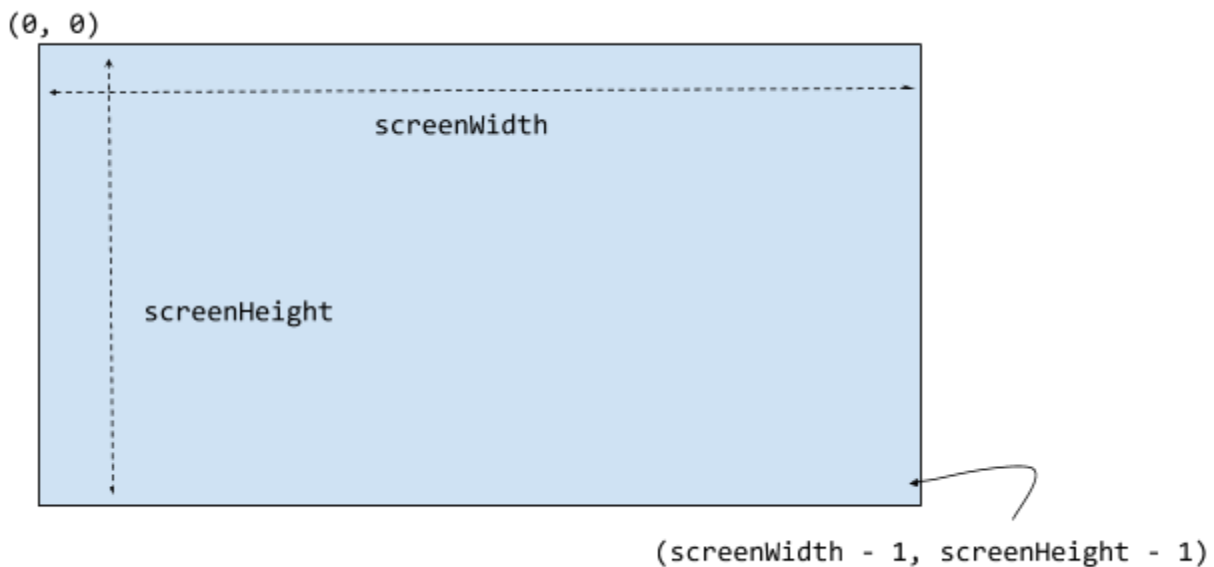 (0, 0)
screenWidth
screenHeight
(screenWidth - 1, screenHeight - 1)